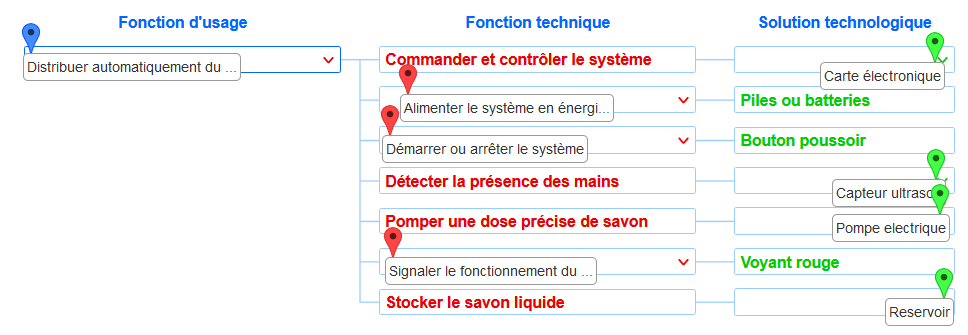 Fonction d'usage
Fonction technique
Solution technologique
Distribuer automatiquement du ...
Commander et contrôler le système
Carte électronique
Alimenter le système en énergi...
Piles ou batteries
Démarrer ou arrêter le système
Bouton poussoir
Détecter la présence des mains
Capteur ultraso
Pomper une dose précise de savon
Pompe electrique
Signaler le fonctionnement du ...
Voyant rouge
Stocker le savon liquide
Reservoir